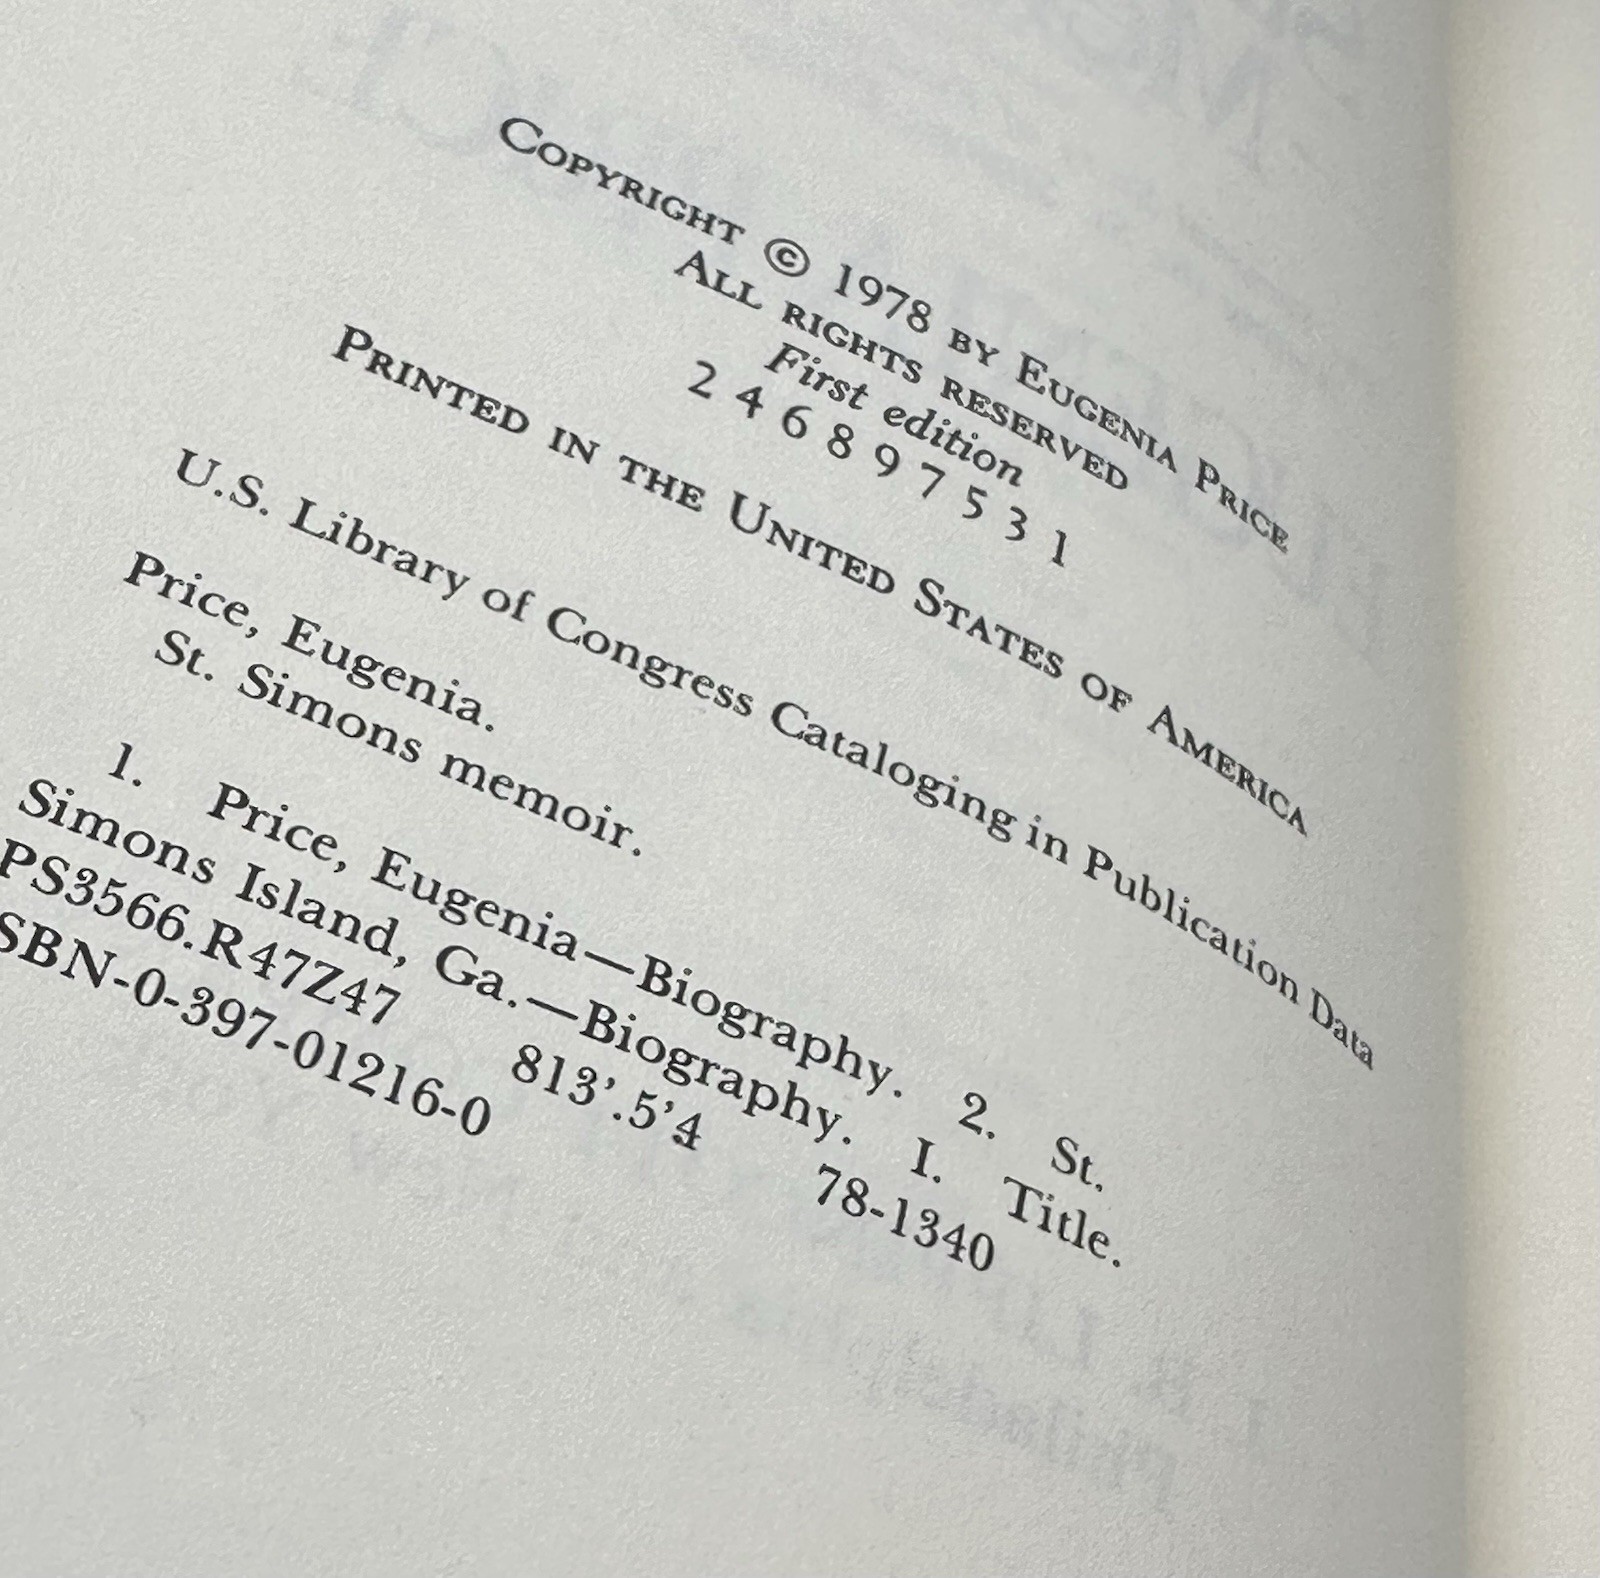 COPYRIGHT © 1978 BY EUGENIA PRICE
ALL RIGHTS RESERVED
First edition
2 4 6 8 9 7 5 3 1
PRINTED IN THE UNITED STATES OF AMERICA
U.S. Library of Congress Cataloging in Publication Data
Price, Eugenia.
St. Simons memoir.
1. Price, Eugenia—Biography. 2. St.
Simons Island, Ga.—Biography. I. Title.
PS3566.R47Z47 813'.5'4 78-1340
SBN-0-397-01216-0